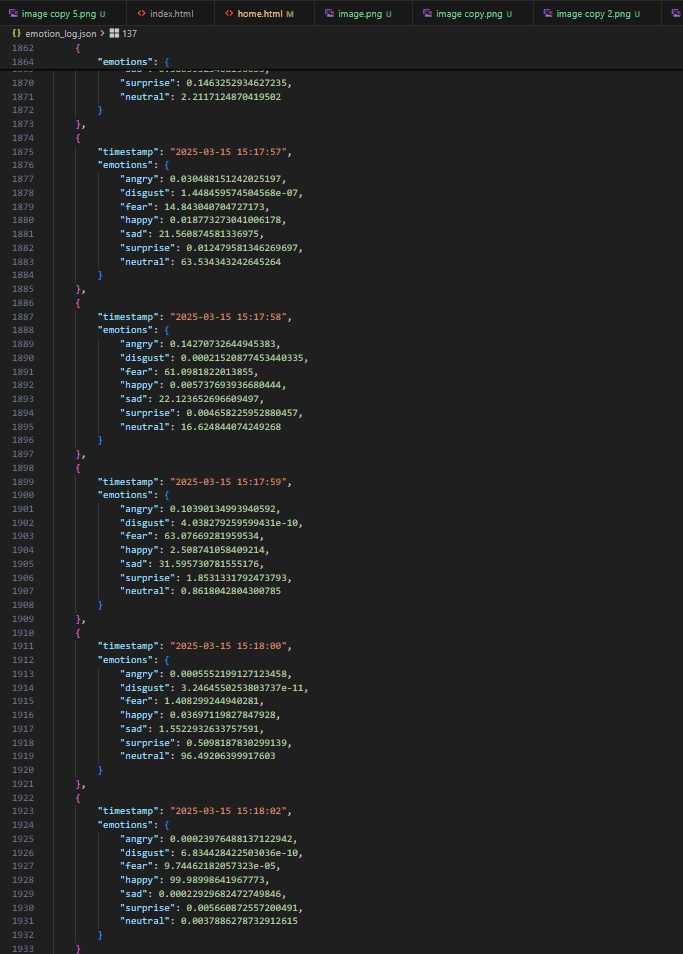 image copy 5.png U
index.html
home.html M
image.png U
image copy.png U
image copy 2.png U
{} emotion_log.json > 137
1862 {
1864 "emotions": {
1870 "surprise": 0.1463252934627235,
1871 "neutral": 2.2117124870419502
1872 }
1873 },
1874 {
1875 "timestamp": "2025-03-15 15:17:57",
1876 "emotions": {
1877 "angry": 0.030488151242025197,
1878 "disgust": 1.448459574504568e-07,
1879 "fear": 14.843040704727173,
1880 "happy": 0.018773273041006178,
1881 "sad": 21.560874581336975,
1882 "surprise": 0.012479581346269697,
1883 "neutral": 63.534343242645264
1884 }
1885 },
1886 {
1887 "timestamp": "2025-03-15 15:17:58",
1888 "emotions": {
1889 "angry": 0.14270732644945383,
1890 "disgust": 0.00021520877453440335,
1891 "fear": 61.0981822013855,
1892 "happy": 0.005737693936680444,
1893 "sad": 22.123652696609497,
1894 "surprise": 0.004658225952880457,
1895 "neutral": 16.624844074249268
1896 }
1897 },
1898 {
1899 "timestamp": "2025-03-15 15:17:59",
1900 "emotions": {
1901 "angry": 0.10390134993940592,
1902 "disgust": 4.038279259599431e-10,
1903 "fear": 63.07669281959534,
1904 "happy": 2.508741058409214,
1905 "sad": 31.595730781555176,
1906 "surprise": 1.8531331792473793,
1907 "neutral": 0.8618042804300785
1908 }
1909 },
1910 {
1911 "timestamp": "2025-03-15 15:18:00",
1912 "emotions": {
1913 "angry": 0.0005552199127123458,
1914 "disgust": 3.2464550253803737e-11,
1915 "fear": 1.408299244940281,
1916 "happy": 0.03697119827847928,
1917 "sad": 1.5522932633757591,
1918 "surprise": 0.5098187830299139,
1919 "neutral": 96.49206399917603
1920 }
1921 },
1922 {
1923 "timestamp": "2025-03-15 15:18:02",
1924 "emotions": {
1925 "angry": 0.00023976488137122942,
1926 "disgust": 6.834428422503036e-10,
1927 "fear": 9.74462182057323e-05,
1928 "happy": 99.98998641967773,
1929 "sad": 0.00022929682472749846,
1930 "surprise": 0.005660872557200491,
1931 "neutral": 0.0037886278732912615
1932 }
1933 }